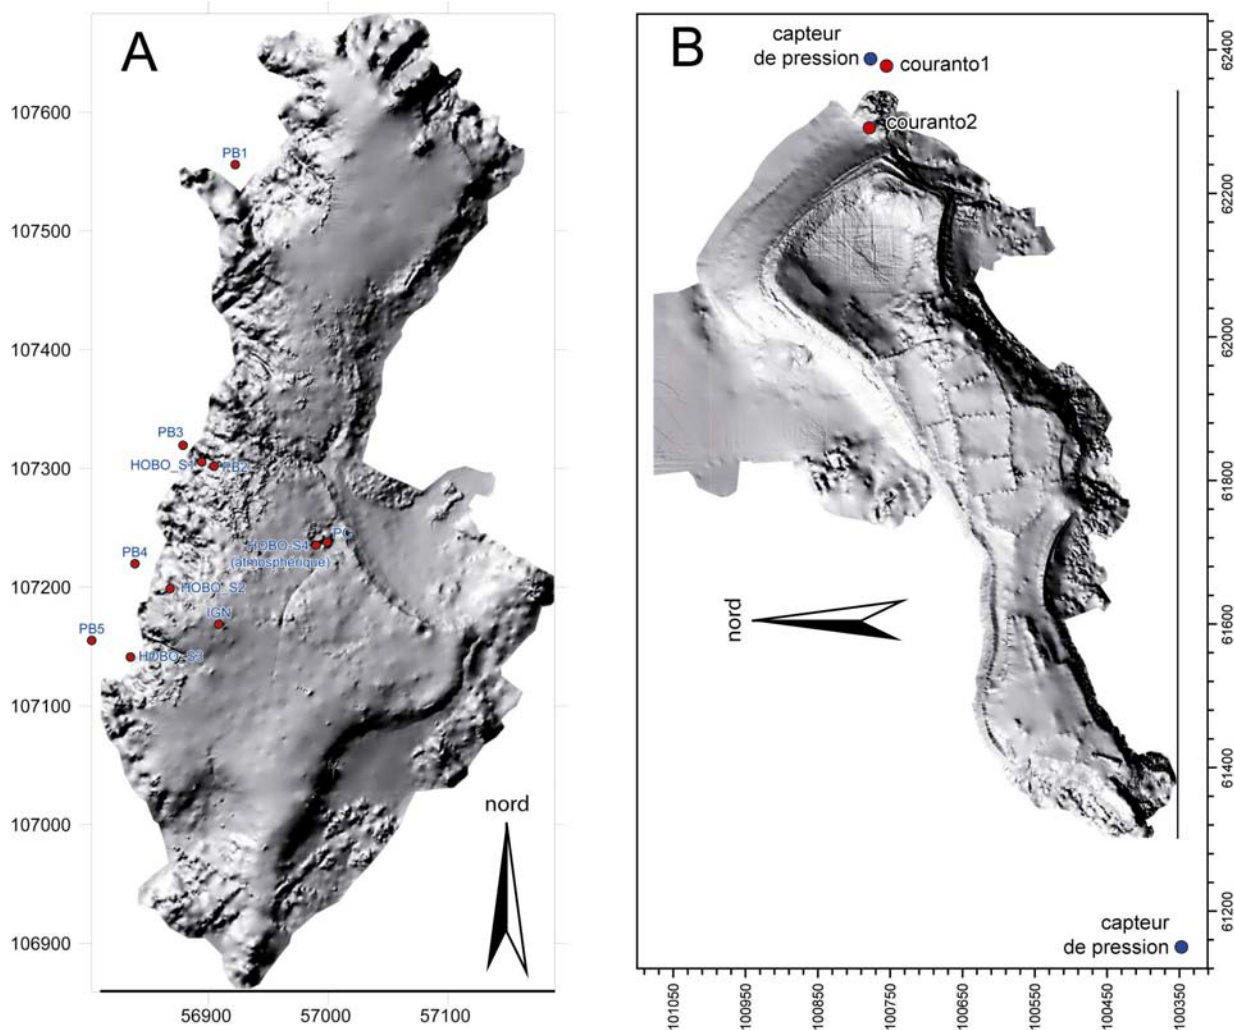 A
107600
107500
107400
107300
107200
107100
107000
106900
56900
57000
57100
PB1
PB3
HOBO_S1
PB2
PC
HOBO-S4
(atmosphérique)
PB4
HOBO_S2
IGN
PB5
HOBO_S3
nord
B
capteur
de pression
couranto1
couranto2
nord
capteur
de pression
62400
62200
62000
61800
61600
61400
61200
101050
100950
100850
100750
100650
100550
100450
100350